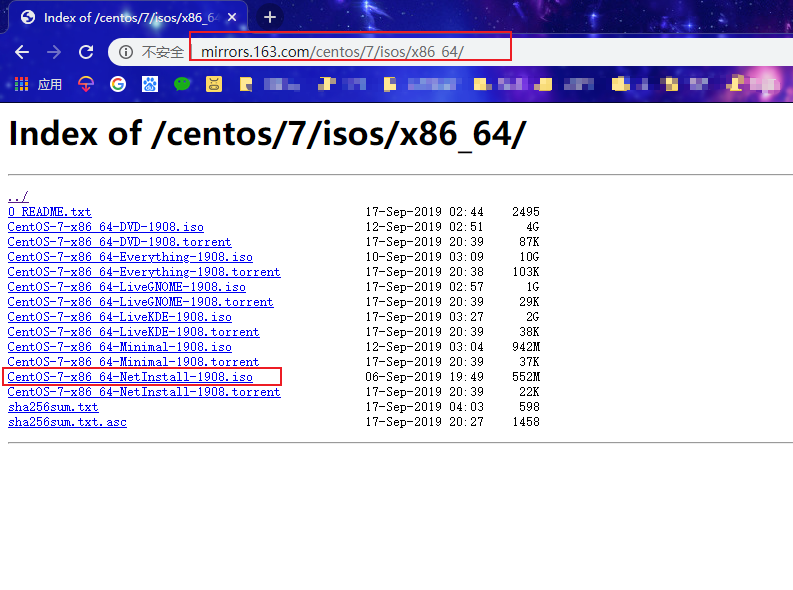 Index of /centos/7/isos/x86_64
不安全 mirrors.163.com/centos/7/isos/x86_64/
应用
Index of /centos/7/isos/x86_64/
../
0_README.txt 17-Sep-2019 02:44 2495
CentOS-7-x86_64-DVD-1908.iso 12-Sep-2019 02:51 4G
CentOS-7-x86_64-DVD-1908.torrent 17-Sep-2019 20:39 87K
CentOS-7-x86_64-Everything-1908.iso 10-Sep-2019 03:09 10G
CentOS-7-x86_64-Everything-1908.torrent 17-Sep-2019 20:38 103K
CentOS-7-x86_64-LiveGNOME-1908.iso 17-Sep-2019 02:57 1G
CentOS-7-x86_64-LiveGNOME-1908.torrent 17-Sep-2019 20:39 29K
CentOS-7-x86_64-LiveKDE-1908.iso 17-Sep-2019 03:27 2G
CentOS-7-x86_64-LiveKDE-1908.torrent 17-Sep-2019 20:39 38K
CentOS-7-x86_64-Minimal-1908.iso 12-Sep-2019 03:04 942M
CentOS-7-x86_64-Minimal-1908.torrent 17-Sep-2019 20:39 37K
CentOS-7-x86_64-NetInstall-1908.iso 06-Sep-2019 19:49 552M
CentOS-7-x86_64-NetInstall-1908.torrent 17-Sep-2019 20:39 22K
sha256sum.txt 17-Sep-2019 04:03 598
sha256sum.txt.asc 17-Sep-2019 20:27 1458